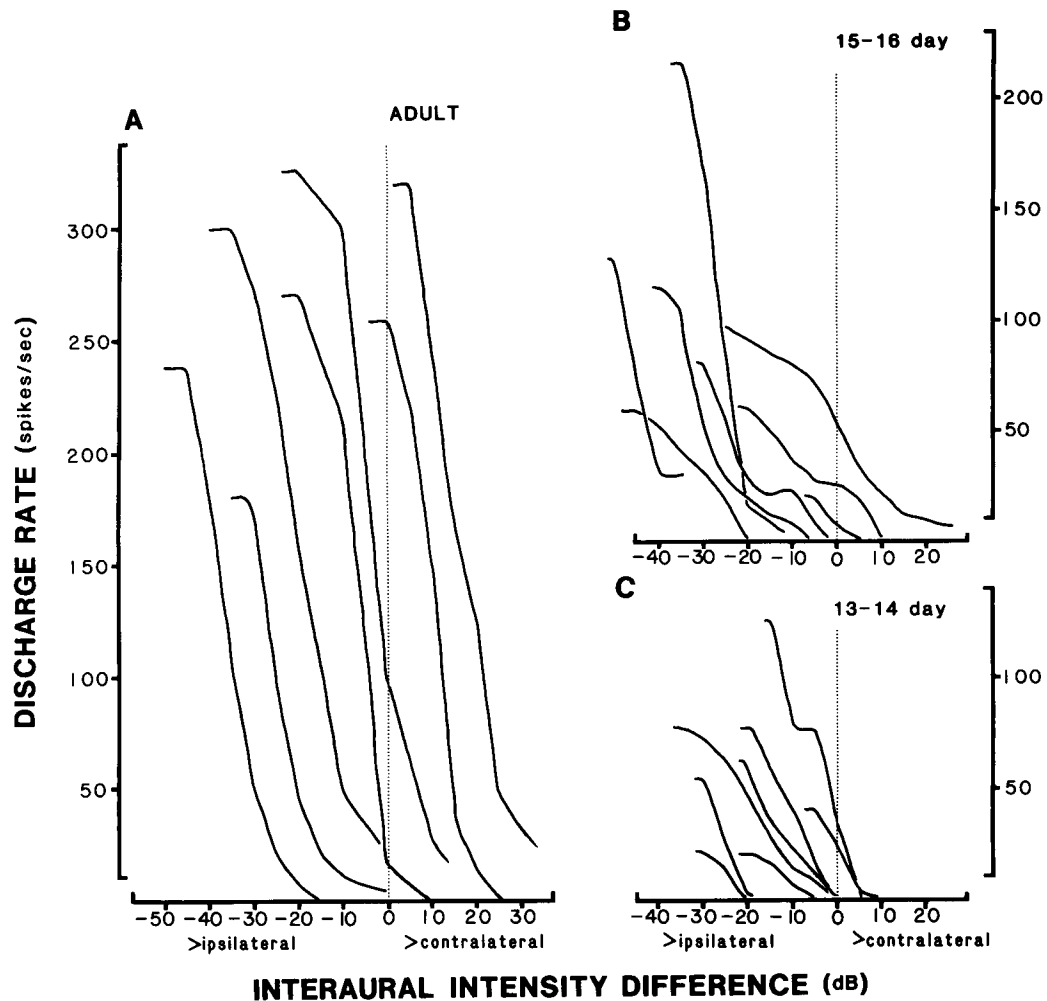 A
ADULT
300
250
200
150
100
50
-50 -40 -30 -20 -10 0 10 20 30
>ipsilateral >contralateral
B
15-16 day
200
150
100
50
-40 -30 -20 -10 0 10 20
C
13-14 day
100
50
-40 -30 -20 -10 0 10 20
>ipsilateral >contralateral
DISCHARGE RATE (spikes/sec)
INTERAURAL INTENSITY DIFFERENCE (dB)